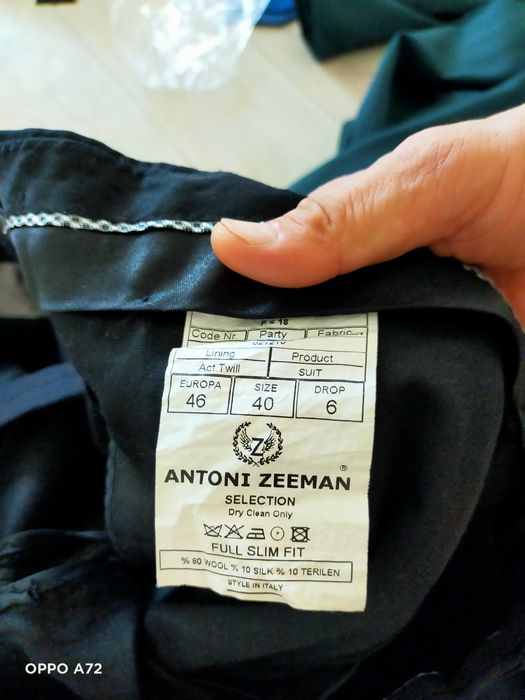 P - 18
Code Nr. Party
Lining Product
Act.Twill SUIT
EUROPA SIZE DROP
46 40 6
Z
ANTONI ZEEMAN ®
SELECTION
Dry Clean Only
FULL SLIM FIT
% 80 WOOL % 10 SILK % 10 TERILEN
STYLE IN ITALY
OPPO A72